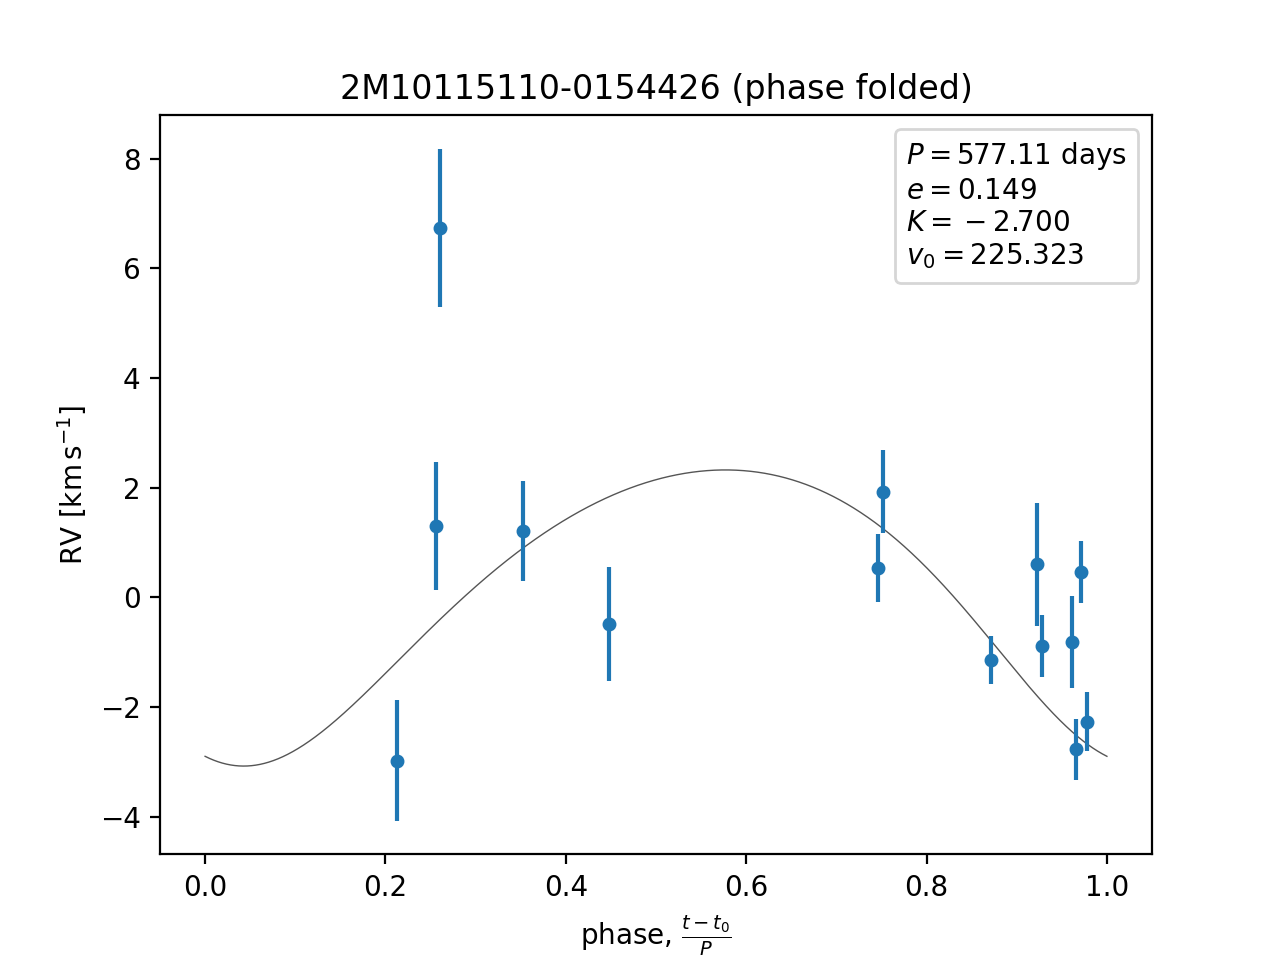 2M10115110-0154426 (phase folded)
P = 577.11 days
e = 0.149
K = −2.700
v₀ = 225.323
8
6
4
2
0
−2
−4
RV [km s⁻¹]
0.0 0.2 0.4 0.6 0.8 1.0
phase, (t − t₀)/P